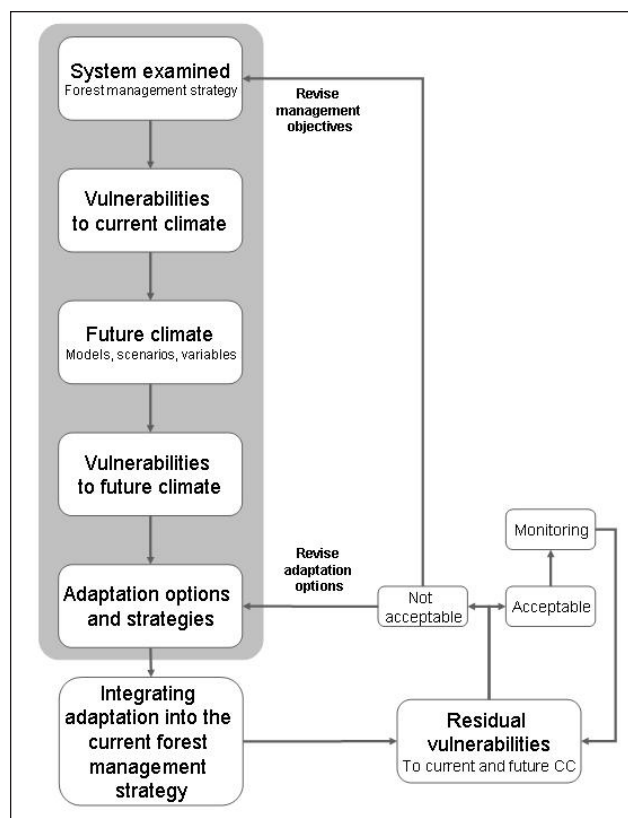 System examined
Forest management strategy
Revise
management
objectives
Vulnerabilities
to current climate
Future climate
Models, scenarios, variables
Vulnerabilities
to future climate
Monitoring
Revise
adaptation
options
Adaptation options
and strategies
Not
acceptable
Acceptable
Integrating
adaptation into the
current forest
management
strategy
Residual
vulnerabilities
To current and future CC